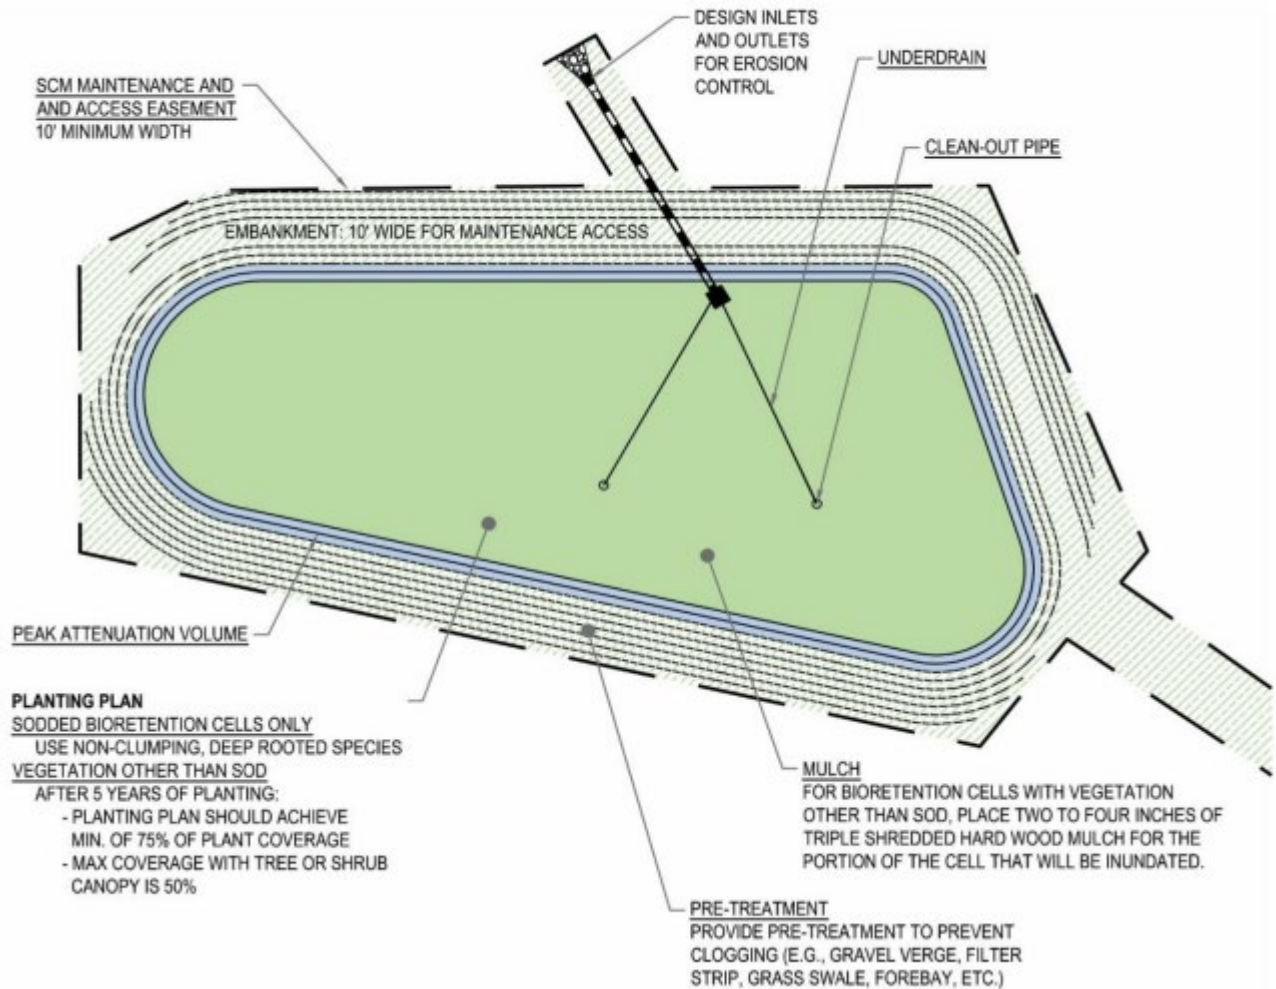 DESIGN INLETS
AND OUTLETS
FOR EROSION
CONTROL
UNDERDRAIN
SCM MAINTENANCE AND
AND ACCESS EASEMENT
10' MINIMUM WIDTH
CLEAN-OUT PIPE
EMBANKMENT: 10' WIDE FOR MAINTENANCE ACCESS
PEAK ATTENUATION VOLUME
PLANTING PLAN
SODDED BIORETENTION CELLS ONLY
USE NON-CLUMPING, DEEP ROOTED SPECIES
VEGETATION OTHER THAN SOD
AFTER 5 YEARS OF PLANTING:
- PLANTING PLAN SHOULD ACHIEVE
MIN. OF 75% OF PLANT COVERAGE
- MAX COVERAGE WITH TREE OR SHRUB
CANOPY IS 50%
MULCH
FOR BIORETENTION CELLS WITH VEGETATION
OTHER THAN SOD, PLACE TWO TO FOUR INCHES OF
TRIPLE SHREDDED HARD WOOD MULCH FOR THE
PORTION OF THE CELL THAT WILL BE INUNDATED.
PRE-TREATMENT
PROVIDE PRE-TREATMENT TO PREVENT
CLOGGING (E.G., GRAVEL VERGE, FILTER
STRIP, GRASS SWALE, FOREBAY, ETC.)